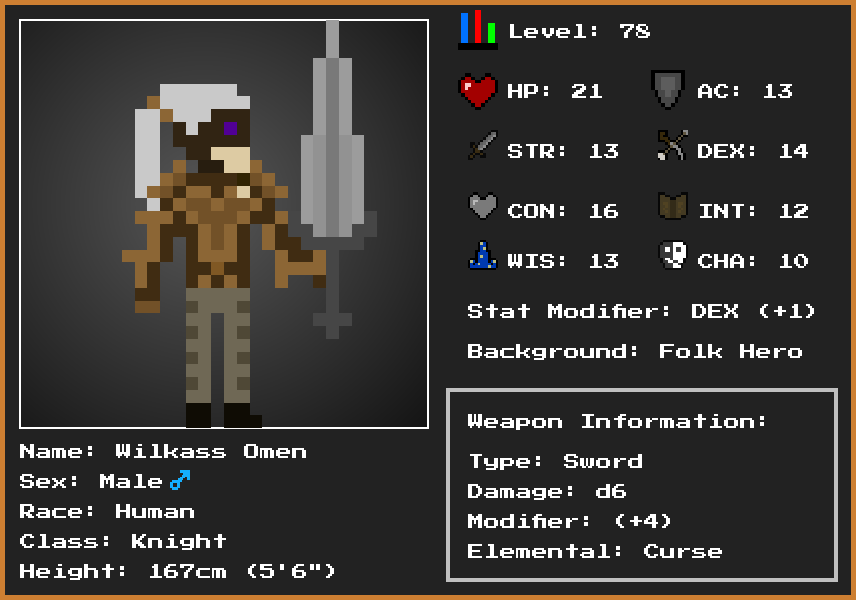 Level: 78
HP: 21 AC: 13
STR: 13 DEX: 14
CON: 16 INT: 12
WIS: 13 CHA: 10
Stat Modifier: DEX (+1)
Background: Folk Hero
Weapon Information:
Type: Sword
Damage: d6
Modifier: (+4)
Elemental: Curse
Name: Wilkass Omen
Sex: Male♂
Race: Human
Class: Knight
Height: 167cm (5'6")